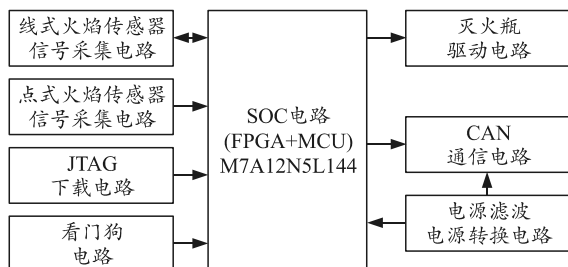 线式火焰传感器
信号采集电路
点式火焰传感器
信号采集电路
JTAG
下载电路
看门狗
电路
SOC电路
(FPGA+MCU)
M7A12N5L144
灭火瓶
驱动电路
CAN
通信电路
电源滤波
电源转换电路